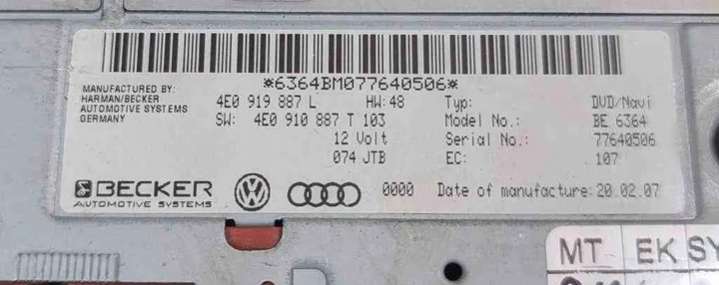 *6364BM077640506*
MANUFACTURED BY:
HARMAN/BECKER
AUTOMOTIVE SYSTEMS
GERMANY
4E0 919 887 L HW: 48
SW: 4E0 910 887 T 103
12 Volt
074 JTB
Typ: DVD/Navi
Model No.: BE 6364
Serial No.: 77640506
EC: 107
BECKER
AUTOMOTIVE SYSTEMS
0000 Date of manufacture: 20.02.07
MT EK SY